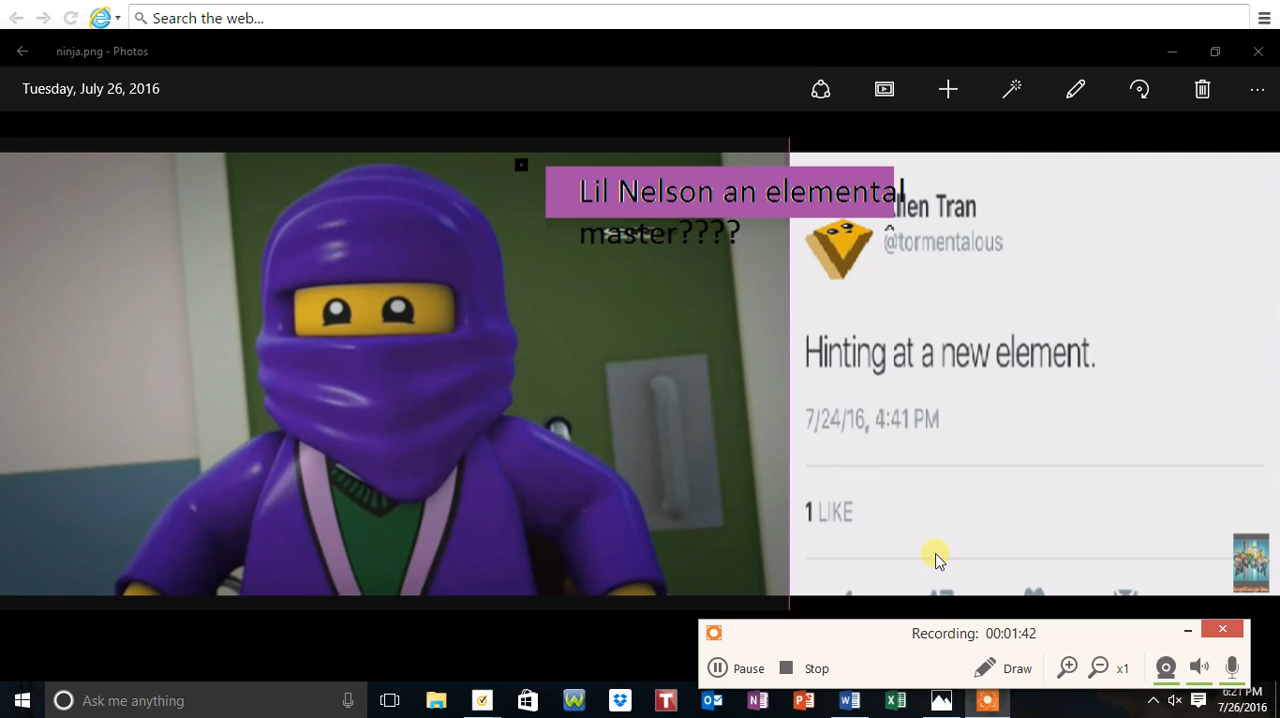 Search the web...
ninja.png - Photos
Tuesday, July 26, 2016
Lil Nelson an elemental
master????
Allen Tran
@tormentalous
Hinting at a new element.
7/24/16, 4:41 PM
1 LIKE
Recording: 00:01:42
Pause
Stop
Draw
x1
Ask me anything
6:21 PM
7/26/2016